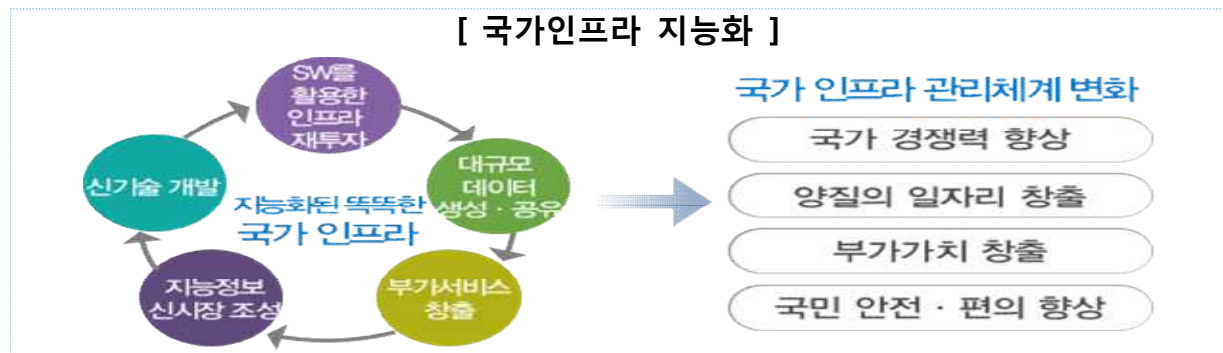 [ 국가인프라 지능화 ]
SW를
활용한
인프라
재투자
대규모
데이터
생성 · 공유
부가서비스
창출
지능정보
신시장 조성
신기술 개발
지능화된 똑똑한
국가 인프라
국가 인프라 관리체계 변화
국가 경쟁력 향상
양질의 일자리 창출
부가가치 창출
국민 안전 · 편의 향상